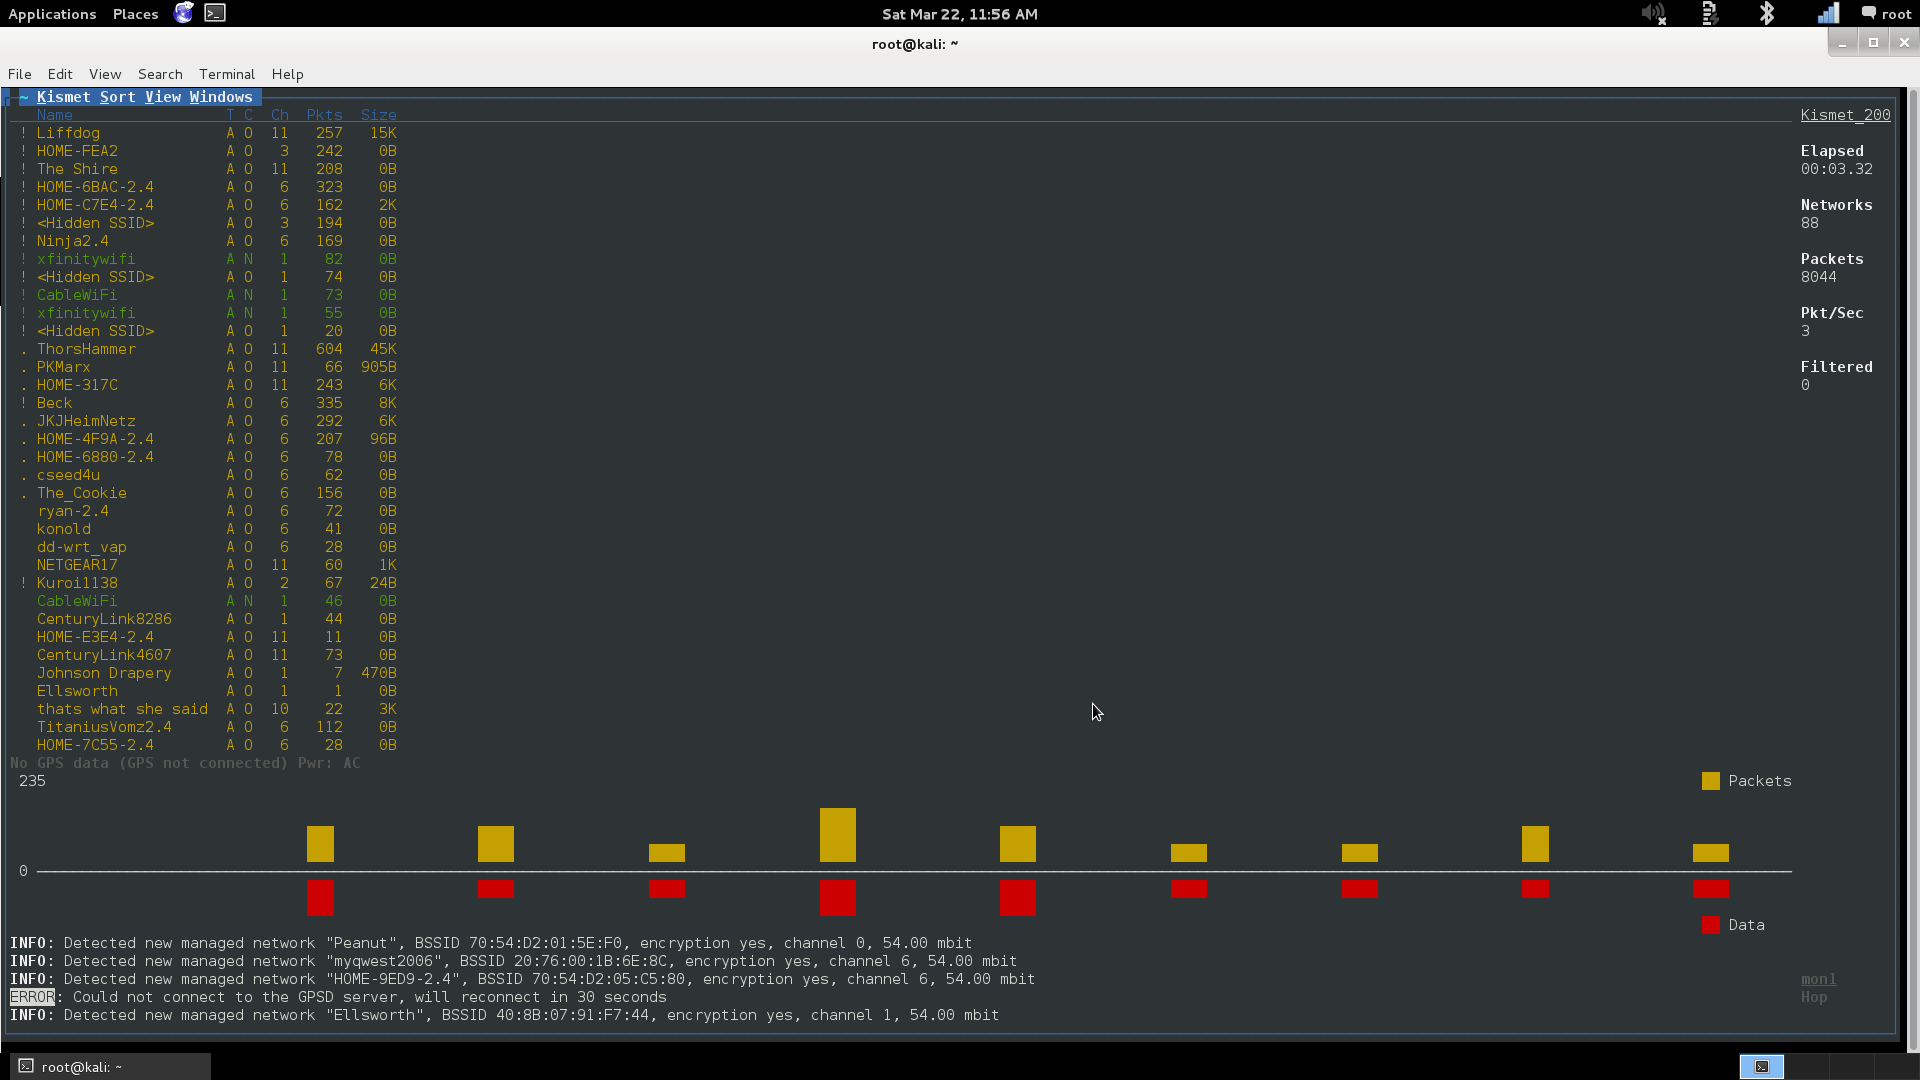 Applications Places Sat Mar 22, 11:56 AM root
root@kali: ~
File Edit View Search Terminal Help
~ Kismet Sort View Windows
Name T C Ch Pkts Size Kismet_200
! Liffdog A O 11 257 15K
! HOME-FEA2 A O 3 242 0B Elapsed
! The Shire A O 11 208 0B 00:03.32
! HOME-6BAC-2.4 A O 6 323 0B
! HOME-C7E4-2.4 A O 6 162 2K Networks
! <Hidden SSID> A O 3 194 0B 88
! Ninja2.4 A O 6 169 0B
! xfinitywifi A N 1 82 0B Packets
! <Hidden SSID> A O 1 74 0B 8044
! CableWiFi A N 1 73 0B
! xfinitywifi A N 1 55 0B Pkt/Sec
! <Hidden SSID> A O 1 20 0B 3
. ThorsHammer A O 11 604 45K
. PKMarx A O 11 66 905B Filtered
. HOME-317C A O 11 243 6K 0
! Beck A O 6 335 8K
. JKJHeimNetz A O 6 292 6K
. HOME-4F9A-2.4 A O 6 207 96B
. HOME-6880-2.4 A O 6 78 0B
. cseed4u A O 6 62 0B
. The_Cookie A O 6 156 0B
ryan-2.4 A O 6 72 0B
konold A O 6 41 0B
dd-wrt_vap A O 6 28 0B
NETGEAR17 A O 11 60 1K
! Kuroi1138 A O 2 67 24B
CableWiFi A N 1 46 0B
CenturyLink8286 A O 1 44 0B
HOME-E3E4-2.4 A O 11 11 0B
CenturyLink4607 A O 11 73 0B
Johnson Drapery A O 1 7 470B
Ellsworth A O 1 1 0B
thats what she said A O 10 22 3K
TitaniusVomz2.4 A O 6 112 0B
HOME-7C55-2.4 A O 6 28 0B
No GPS data (GPS not connected) Pwr: AC
235 Packets
0
Data
INFO: Detected new managed network "Peanut", BSSID 70:54:D2:01:5E:F0, encryption yes, channel 0, 54.00 mbit
INFO: Detected new managed network "myqwest2006", BSSID 20:76:00:1B:6E:8C, encryption yes, channel 6, 54.00 mbit
INFO: Detected new managed network "HOME-9ED9-2.4", BSSID 70:54:D2:05:C5:80, encryption yes, channel 6, 54.00 mbit mon1
ERROR: Could not connect to the GPSD server, will reconnect in 30 seconds Hop
INFO: Detected new managed network "Ellsworth", BSSID 40:8B:07:91:F7:44, encryption yes, channel 1, 54.00 mbit
root@kali: ~